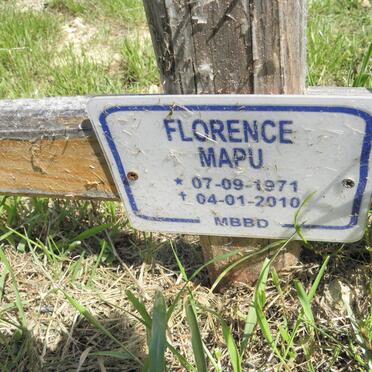 FLORENCE
MAPU
* 07-09-1971
† 04-01-2010
MBBD